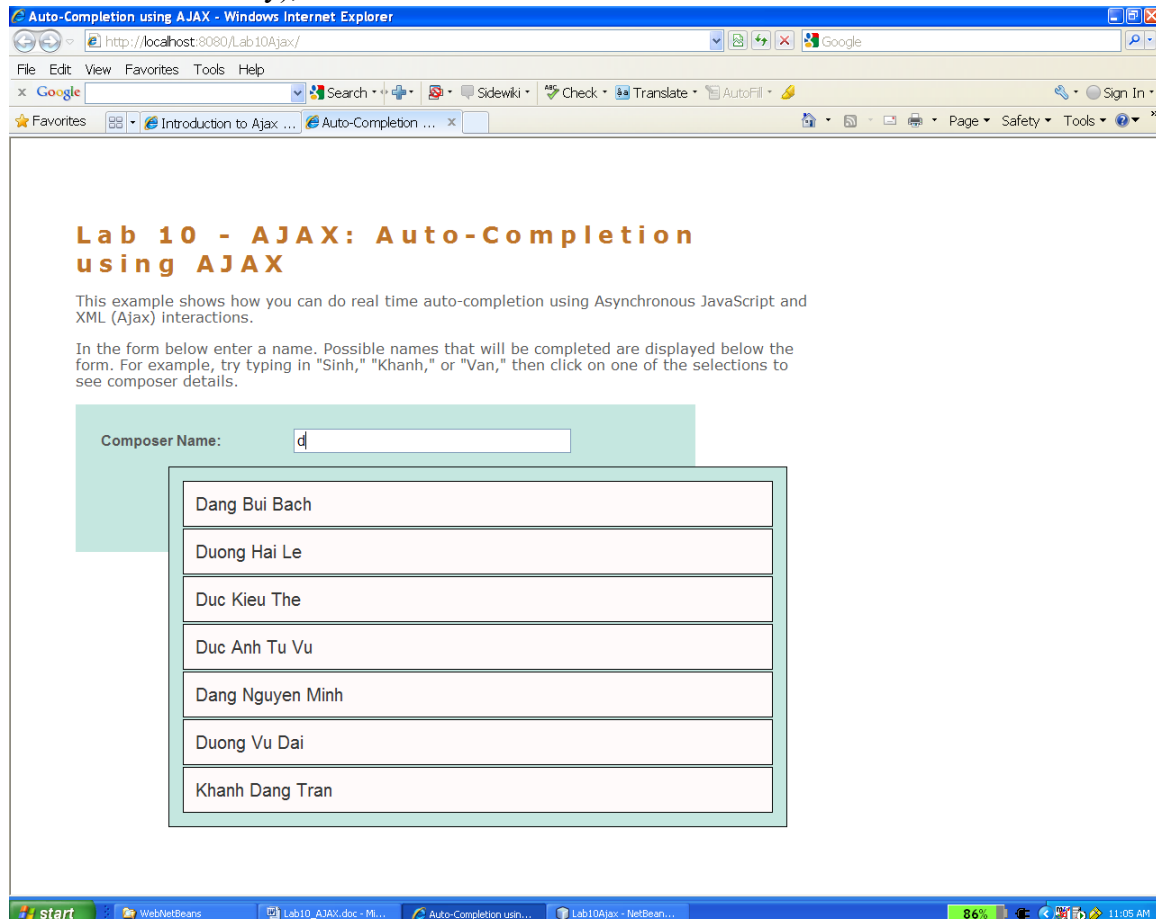 Auto-Completion using AJAX - Windows Internet Explorer
http://localhost:8080/Lab10Ajax/ Google
File Edit View Favorites Tools Help
x Google Search Sidewiki Check Translate AutoFill Sign In
Favorites Introduction to Ajax ... Auto-Completion ... x Page Safety Tools
Lab 10 - AJAX: Auto-Completion
using AJAX
This example shows how you can do real time auto-completion using Asynchronous JavaScript and
XML (Ajax) interactions.
In the form below enter a name. Possible names that will be completed are displayed below the
form. For example, try typing in "Sinh," "Khanh," or "Van," then click on one of the selections to
see composer details.
Composer Name: d
Dang Bui Bach
Duong Hai Le
Duc Kieu The
Duc Anh Tu Vu
Dang Nguyen Minh
Duong Vu Dai
Khanh Dang Tran
start WebNetBeans Lab10_AJAX.doc - Mi... Auto-Completion usin... Lab10Ajax - NetBean... 86% 11:05 AM